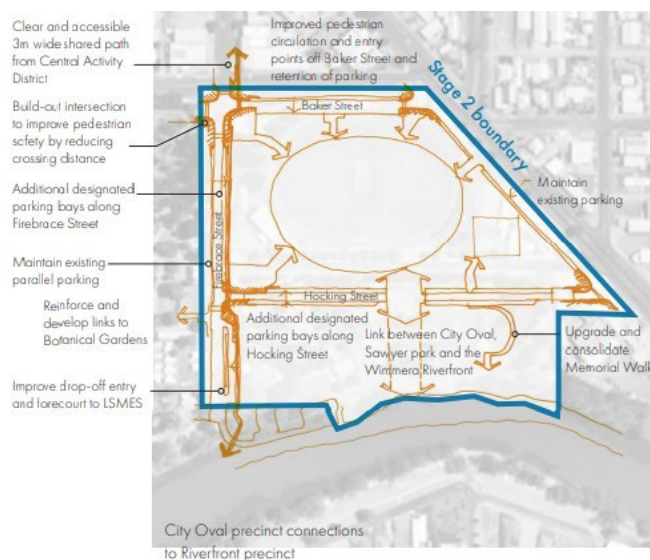 Clear and accessible
3m wide shared path
from Central Activity
District
Improved pedestrian
circulation and entry
points off Baker Street and
retention of parking
Build-out intersection
to improve pedestrian
safety by reducing
crossing distance
Baker Street
Stage 2 boundary
Additional designated
parking bays along
Firebrace Street
Maintain
existing parking
Firebrace Street
Maintain existing
parallel parking
Hocking Street
Reinforce and
develop links to
Botanical Gardens
Additional designated
parking bays along
Hocking Street
Link between City Oval,
Sawyer park and the
Wimmera Riverfront
Upgrade and
consolidate
Memorial Walk
Improve drop-off entry
and forecourt to LSMES
City Oval precinct connections
to Riverfront precinct